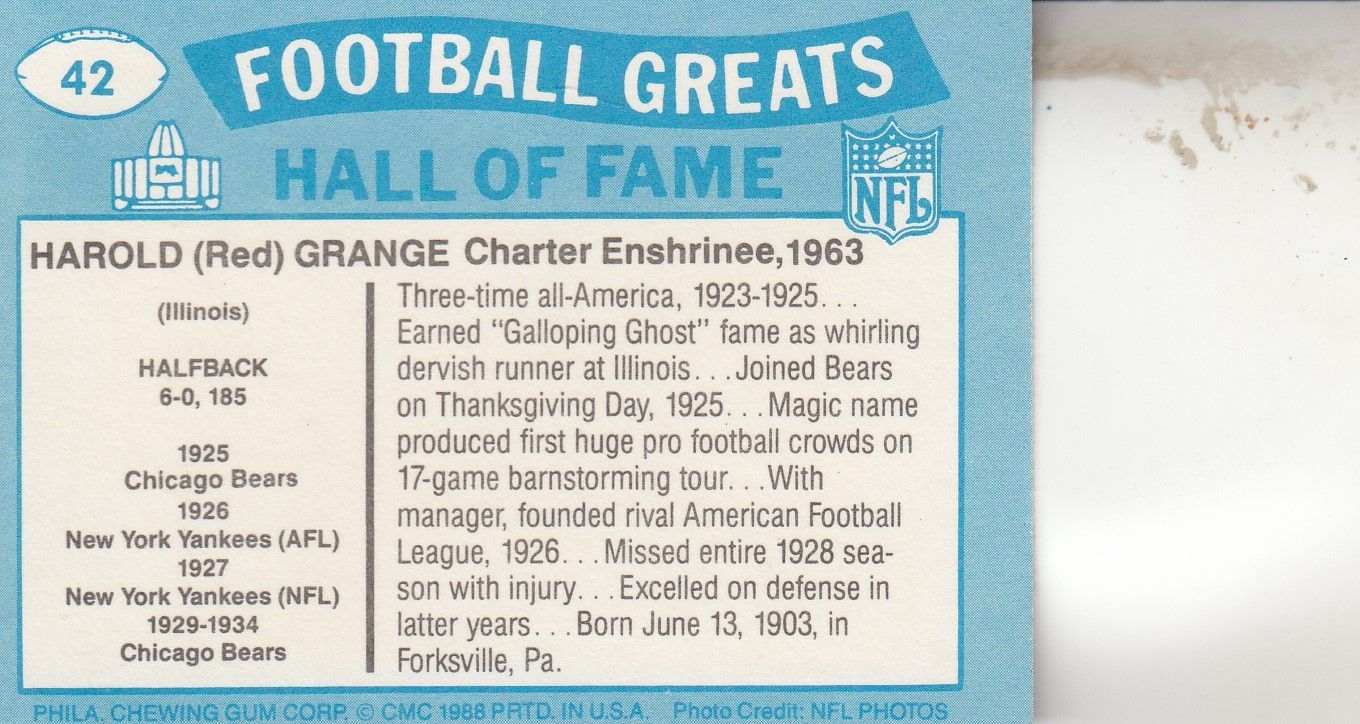 42
FOOTBALL GREATS
HALL OF FAME
NFL
HAROLD (Red) GRANGE Charter Enshrinee, 1963
(Illinois)
HALFBACK
6-0, 185
1925
Chicago Bears
1926
New York Yankees (AFL)
1927
New York Yankees (NFL)
1929-1934
Chicago Bears
Three-time all-America, 1923-1925. . .
Earned “Galloping Ghost” fame as whirling
dervish runner at Illinois. . .Joined Bears
on Thanksgiving Day, 1925. . .Magic name
produced first huge pro football crowds on
17-game barnstorming tour. . .With
manager, founded rival American Football
League, 1926. . .Missed entire 1928 sea-
son with injury. . .Excelled on defense in
latter years. . .Born June 13, 1903, in
Forksville, Pa.
PHILA. CHEWING GUM CORP. © CMC 1988 PRTD. IN U.S.A. Photo Credit: NFL PHOTOS